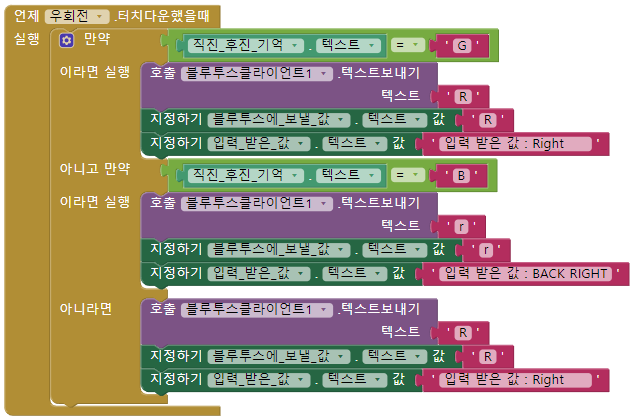 언제 우회전 .터치다운했을때
실행 만약 직진_후진_기억 . 텍스트 = ' G '
이라면 실행 호출 블루투스클라이언트1 .텍스트보내기
텍스트 ' R '
지정하기 블루투스에_보낼_값 . 텍스트 값 ' R '
지정하기 입력_받은_값 . 텍스트 값 ' 입력 받은 값 : Right '
아니고 만약 직진_후진_기억 . 텍스트 = ' B '
이라면 실행 호출 블루투스클라이언트1 .텍스트보내기
텍스트 ' r '
지정하기 블루투스에_보낼_값 . 텍스트 값 ' r '
지정하기 입력_받은_값 . 텍스트 값 ' 입력 받은 값 : BACK RIGHT '
아니라면 호출 블루투스클라이언트1 .텍스트보내기
텍스트 ' R '
지정하기 블루투스에_보낼_값 . 텍스트 값 ' R '
지정하기 입력_받은_값 . 텍스트 값 ' 입력 받은 값 : Right '